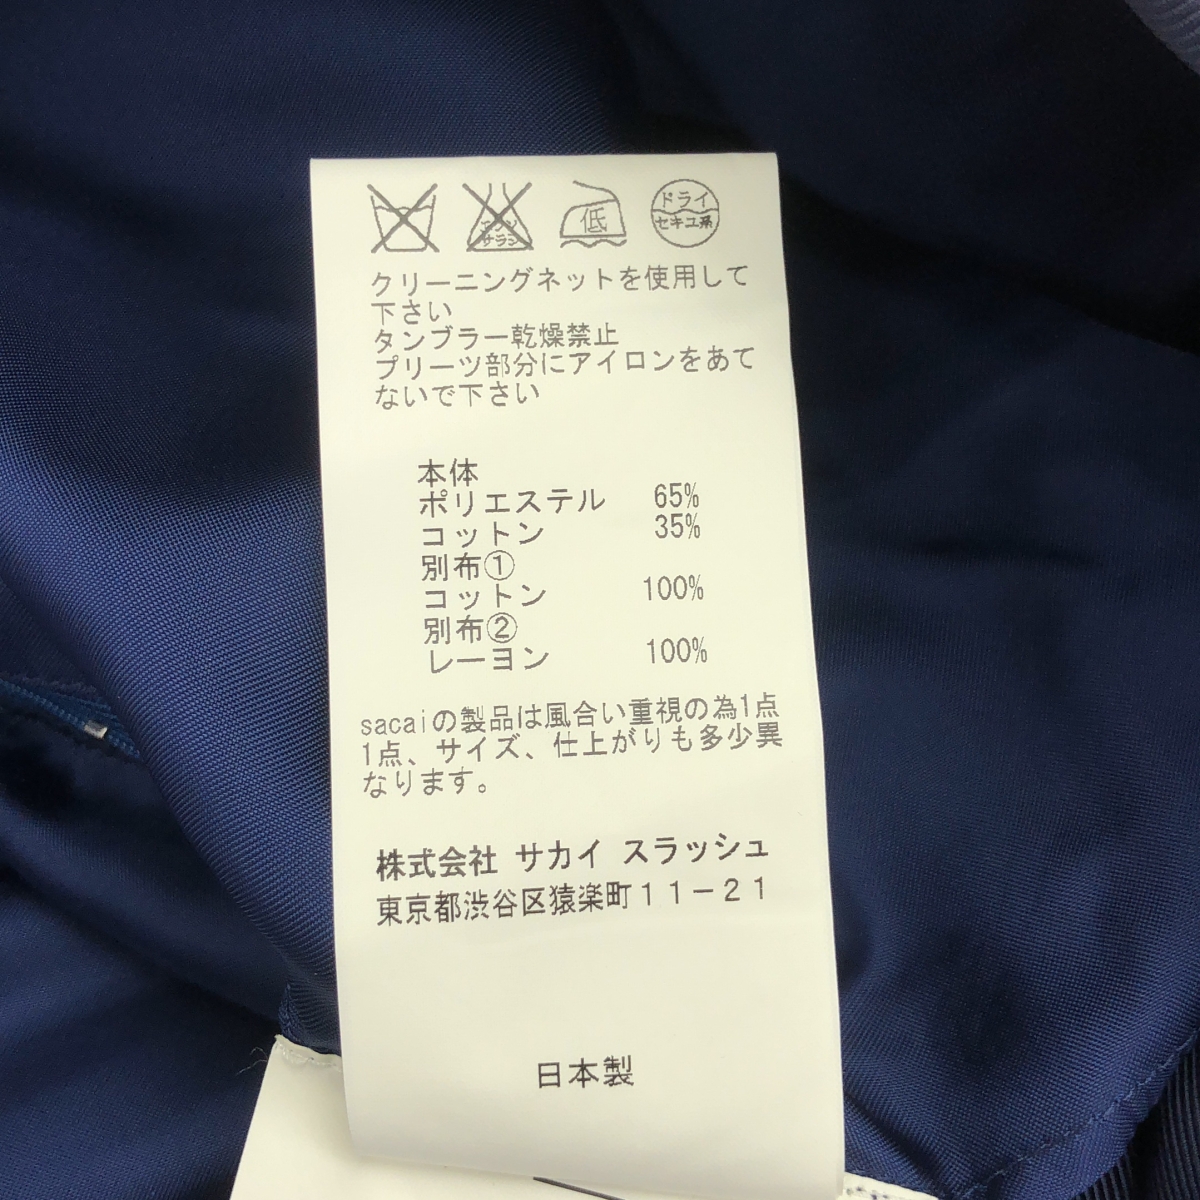 エンソ
サラシ
低
ドライ
セキユ系
クリーニングネットを使用して
下さい
タンブラー乾燥禁止
プリーツ部分にアイロンをあて
ないで下さい
本体
ポリエステル 65%
コットン 35%
別布①
コットン 100%
別布②
レーヨン 100%
sacaiの製品は風合い重視の為1点
1点、サイズ、仕上がりも多少異
なります。
株式会社 サカイ スラッシュ
東京都渋谷区猿楽町11-21
日本製